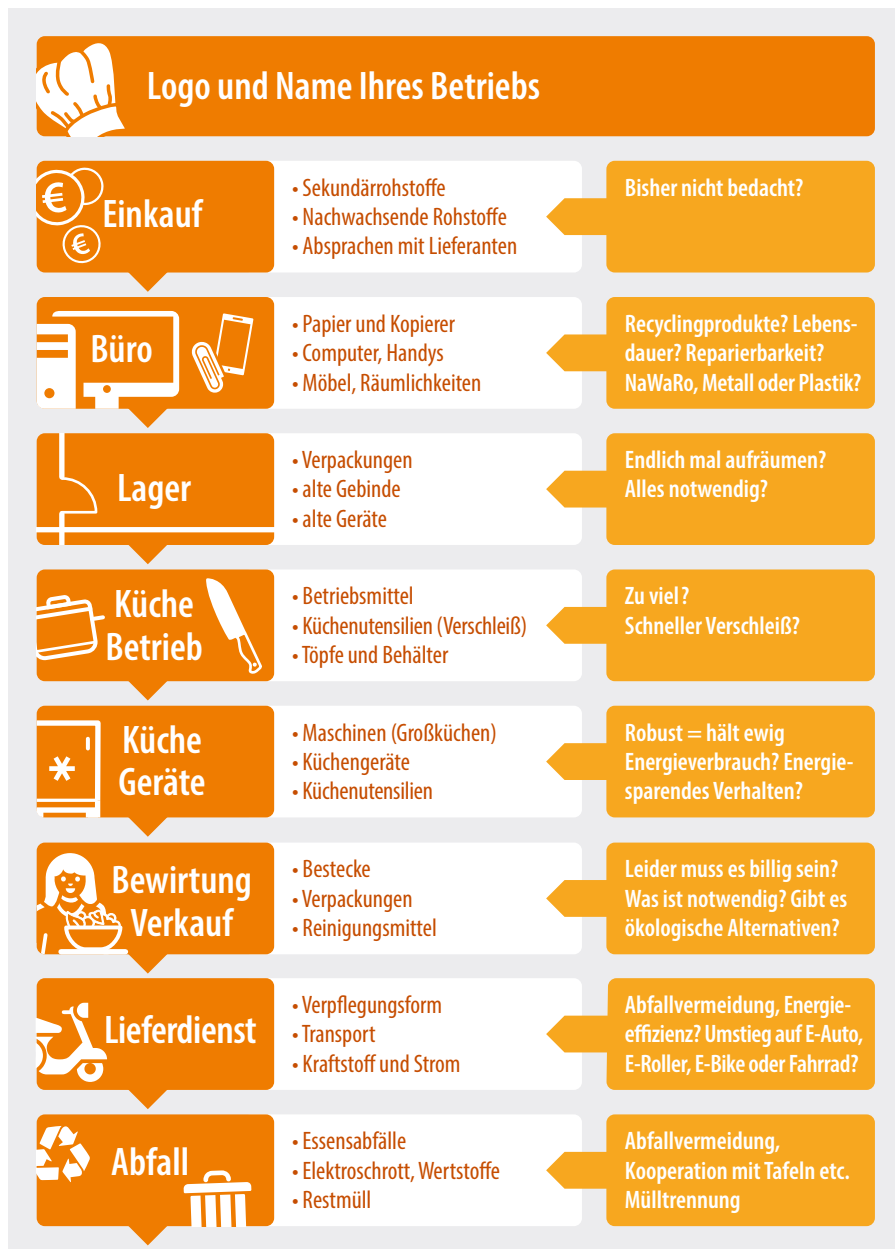 Logo und Name Ihres Betriebs
€
€
Einkauf
• Sekundärrohstoffe
• Nachwachsende Rohstoffe
• Absprachen mit Lieferanten
Bisher nicht bedacht?
Büro
• Papier und Kopierer
• Computer, Handys
• Möbel, Räumlichkeiten
Recyclingprodukte? Lebens-
dauer? Reparierbarkeit?
NaWaRo, Metall oder Plastik?
Lager
• Verpackungen
• alte Gebinde
• alte Geräte
Endlich mal aufräumen?
Alles notwendig?
Küche
Betrieb
• Betriebsmittel
• Küchenutensilien (Verschleiß)
• Töpfe und Behälter
Zu viel?
Schneller Verschleiß?
Küche
Geräte
• Maschinen (Großküchen)
• Küchengeräte
• Küchenutensilien
Robust = hält ewig
Energieverbrauch? Energie-
sparendes Verhalten?
Bewirtung
Verkauf
• Bestecke
• Verpackungen
• Reinigungsmittel
Leider muss es billig sein?
Was ist notwendig? Gibt es
ökologische Alternativen?
Lieferdienst
• Verpflegungsform
• Transport
• Kraftstoff und Strom
Abfallvermeidung, Energie-
effizienz? Umstieg auf E-Auto,
E-Roller, E-Bike oder Fahrrad?
Abfall
• Essensabfälle
• Elektroschrott, Wertstoffe
• Restmüll
Abfallvermeidung,
Kooperation mit Tafeln etc.
Mülltrennung